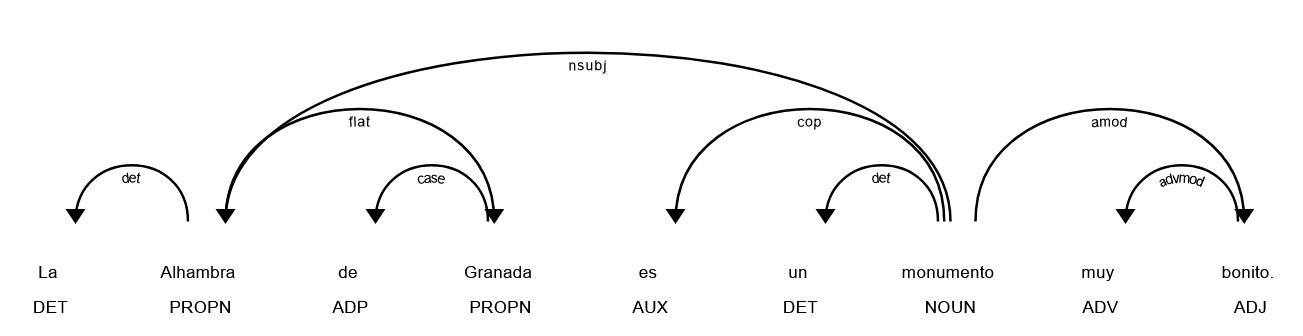 nsubj
flat cop amod
det case det advmod
La Alhambra de Granada es un monumento muy bonito.
DET PROPN ADP PROPN AUX DET NOUN ADV ADJ